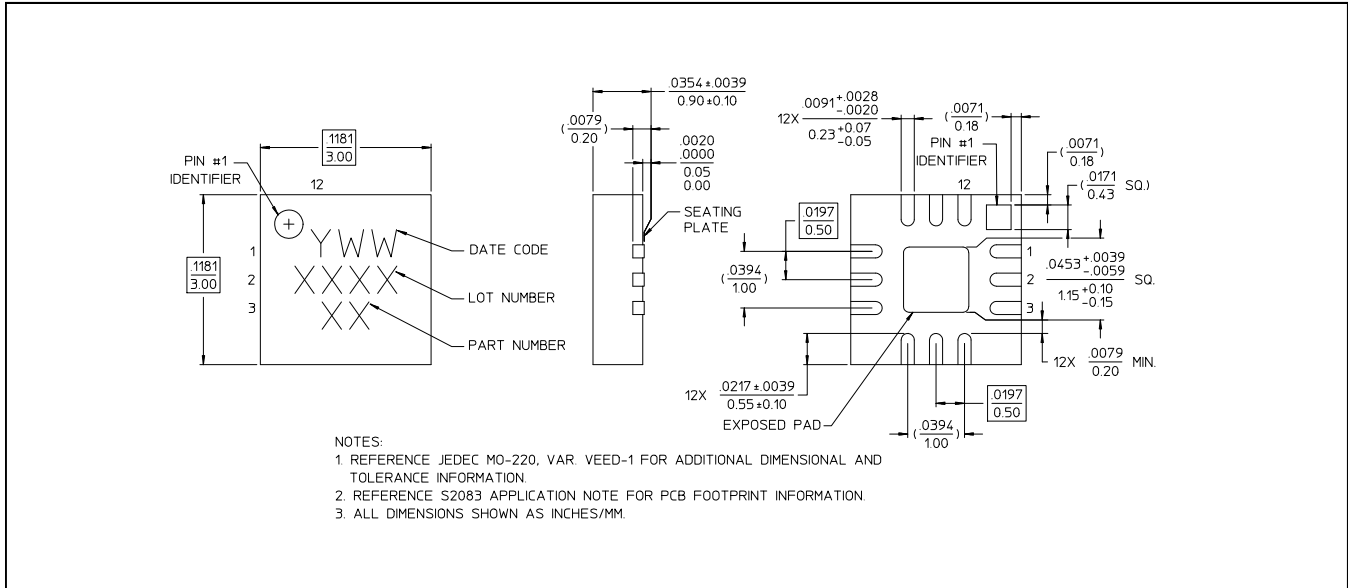 PIN #1
IDENTIFIER
.1181
3.00
12
.1181
3.00
1
2
3
YWW
XXXX
XX
DATE CODE
LOT NUMBER
PART NUMBER
.0354±.0039
0.90±0.10
(.0079
0.20)
.0020
.0000
0.05
0.00
SEATING
PLATE
12X .0091 +.0028 -.0020
0.23 +0.07 -0.05
(.0071
0.18)
PIN #1
IDENTIFIER
12
(.0071
0.18)
(.0171
0.43 SQ.)
.0197
0.50
(.0394
1.00)
1
2
3
.0453 +.0039 -.0059 SQ.
1.15 +0.10 -0.15
12X .0079
0.20 MIN.
12X .0217±.0039
0.55±0.10
EXPOSED PAD
.0197
0.50
(.0394
1.00)
NOTES:
1. REFERENCE JEDEC MO-220, VAR. VEED-1 FOR ADDITIONAL DIMENSIONAL AND
TOLERANCE INFORMATION.
2. REFERENCE S2083 APPLICATION NOTE FOR PCB FOOTPRINT INFORMATION.
3. ALL DIMENSIONS SHOWN AS INCHES/MM.